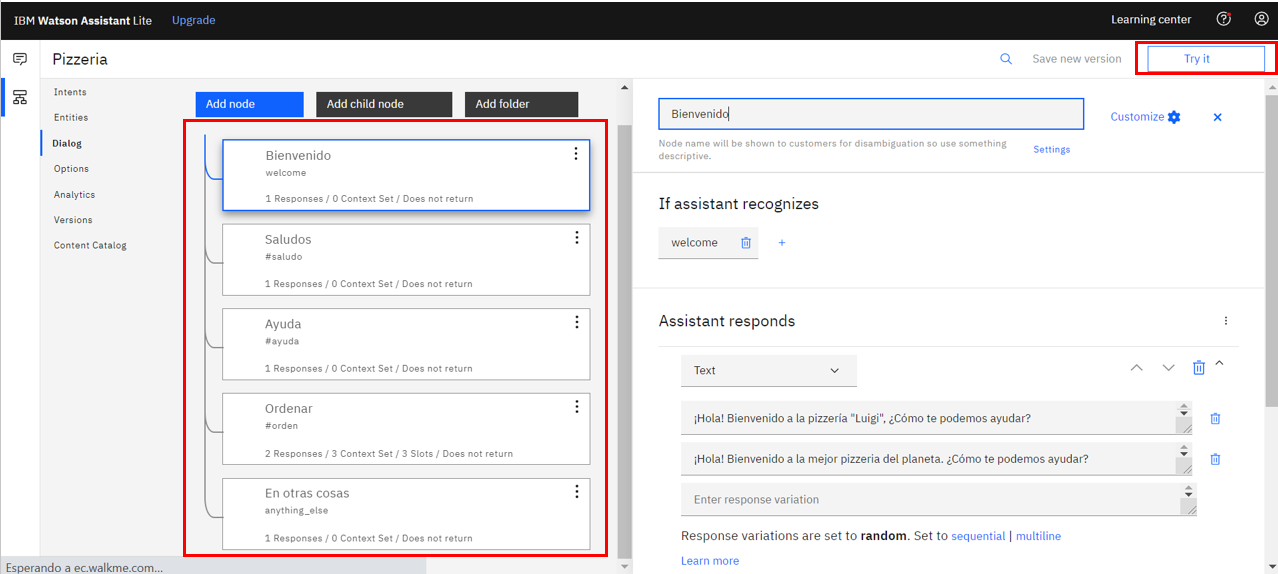 IBM Watson Assistant Lite Upgrade Learning center
Pizzeria Save new version Try it
Intents
Entities
Dialog
Options
Analytics
Versions
Content Catalog
Add node Add child node Add folder
Bienvenido
welcome
1 Responses / 0 Context Set / Does not return
Saludos
#saludo
1 Responses / 0 Context Set / Does not return
Ayuda
#ayuda
1 Responses / 0 Context Set / Does not return
Ordenar
#orden
2 Responses / 3 Context Set / 3 Slots / Does not return
En otras cosas
anything_else
1 Responses / 0 Context Set / Does not return
Bienvenido
Customize
Node name will be shown to customers for disambiguation so use something
descriptive.
Settings
If assistant recognizes
welcome
Assistant responds
Text
¡Hola! Bienvenido a la pizzería "Luigi", ¿Cómo te podemos ayudar?
¡Hola! Bienvenido a la mejor pizzeria del planeta. ¿Cómo te podemos ayudar?
Enter response variation
Response variations are set to random. Set to sequential | multiline
Learn more
Esperando a ec.walkme.com...